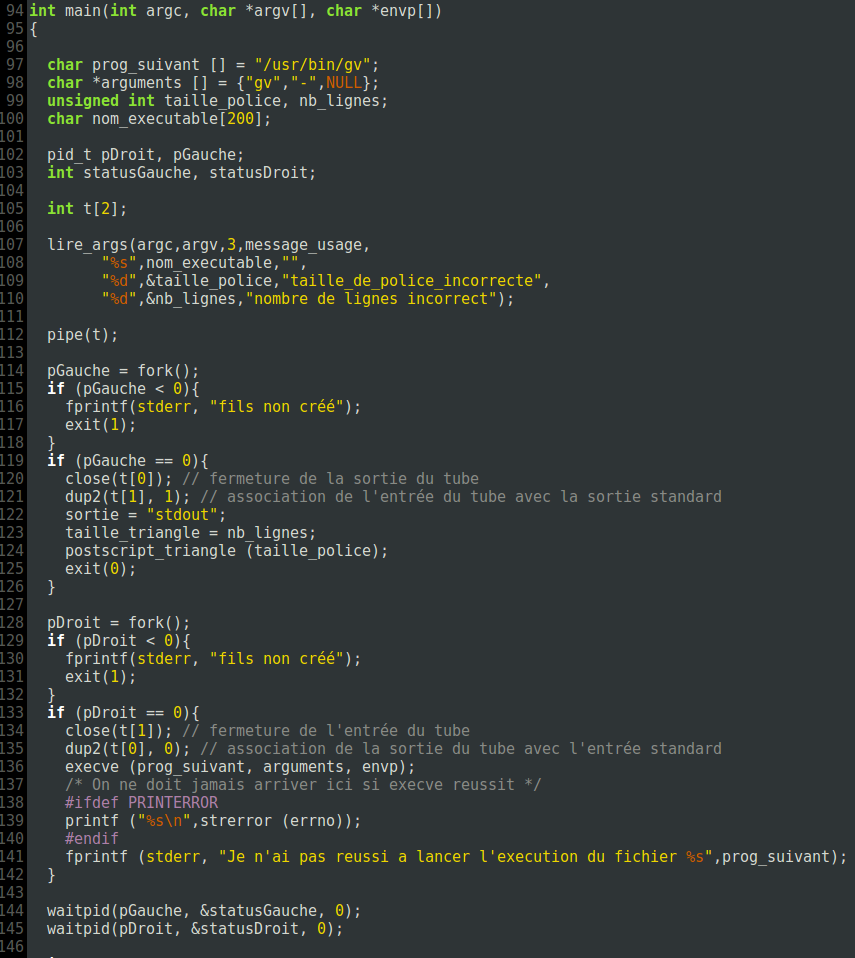 94 int main(int argc, char *argv[], char *envp[])
95 {
96
97   char prog_suivant [] = "/usr/bin/gv";
98   char *arguments [] = {"gv","-",NULL};
99   unsigned int taille_police, nb_lignes;
100   char nom_executable[200];
101
102   pid_t pDroit, pGauche;
103   int statusGauche, statusDroit;
104
105   int t[2];
106
107   lire_args(argc,argv,3,message_usage,
108         "%s",nom_executable,"",
109         "%d",&taille_police,"taille_de_police_incorrecte",
110         "%d",&nb_lignes,"nombre de lignes incorrect");
111
112   pipe(t);
113
114   pGauche = fork();
115   if (pGauche < 0){
116     fprintf(stderr, "fils non créé");
117     exit(1);
118   }
119   if (pGauche == 0){
120     close(t[0]); // fermeture de la sortie du tube
121     dup2(t[1], 1); // association de l'entrée du tube avec la sortie standard
122     sortie = "stdout";
123     taille_triangle = nb_lignes;
124     postscript_triangle (taille_police);
125     exit(0);
126   }
127
128   pDroit = fork();
129   if (pDroit < 0){
130     fprintf(stderr, "fils non créé");
131     exit(1);
132   }
133   if (pDroit == 0){
134     close(t[1]); // fermeture de l'entrée du tube
135     dup2(t[0], 0); // association de la sortie du tube avec l'entrée standard
136     execve (prog_suivant, arguments, envp);
137     /* On ne doit jamais arriver ici si execve reussit */
138     #ifdef PRINTERROR
139     printf ("%s\n",strerror (errno));
140     #endif
141     fprintf (stderr, "Je n'ai pas reussi a lancer l'execution du fichier %s",prog_suivant);
142   }
143
144   waitpid(pGauche, &statusGauche, 0);
145   waitpid(pDroit, &statusDroit, 0);
146